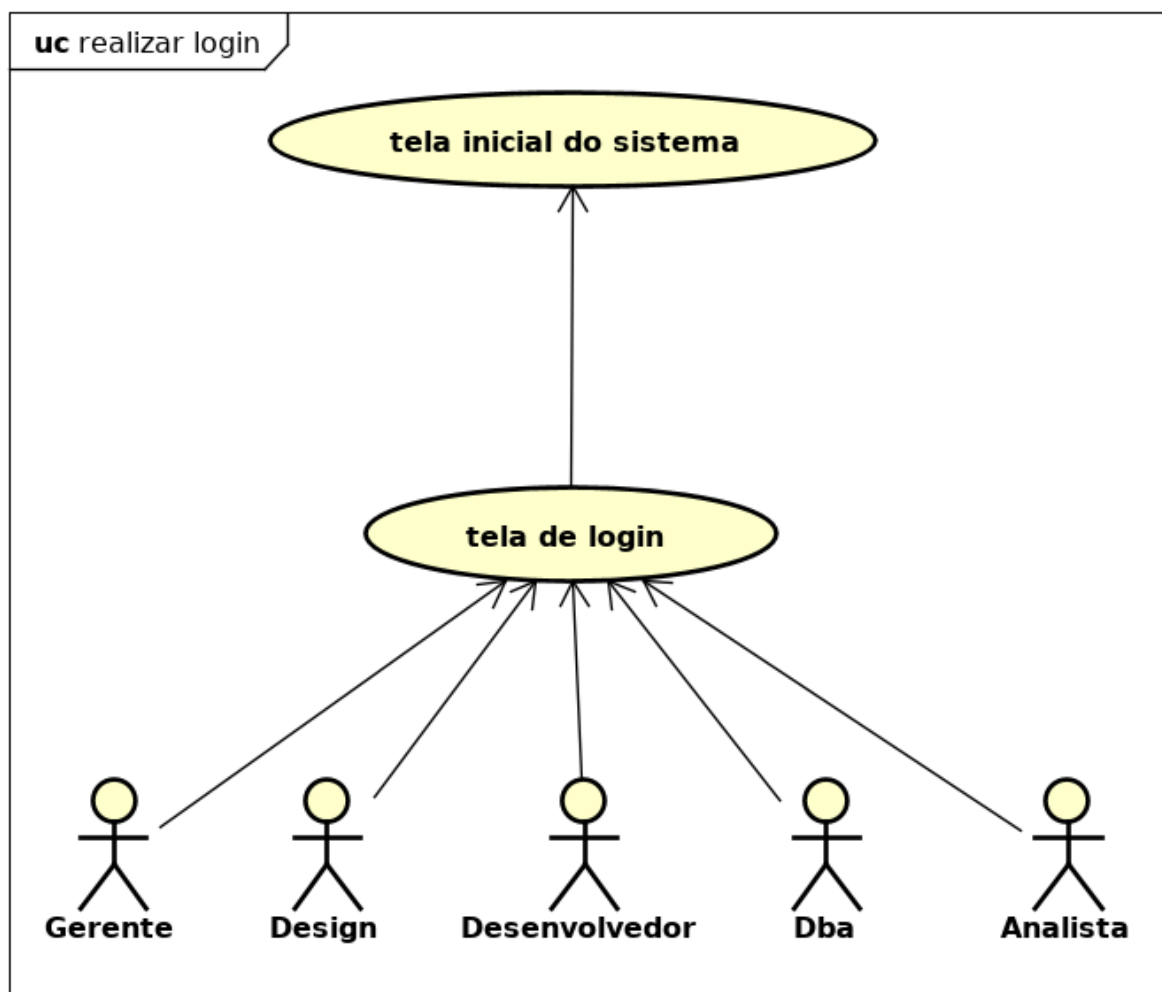 uc realizar login
tela inicial do sistema
tela de login
Gerente
Design
Desenvolvedor
Dba
Analista